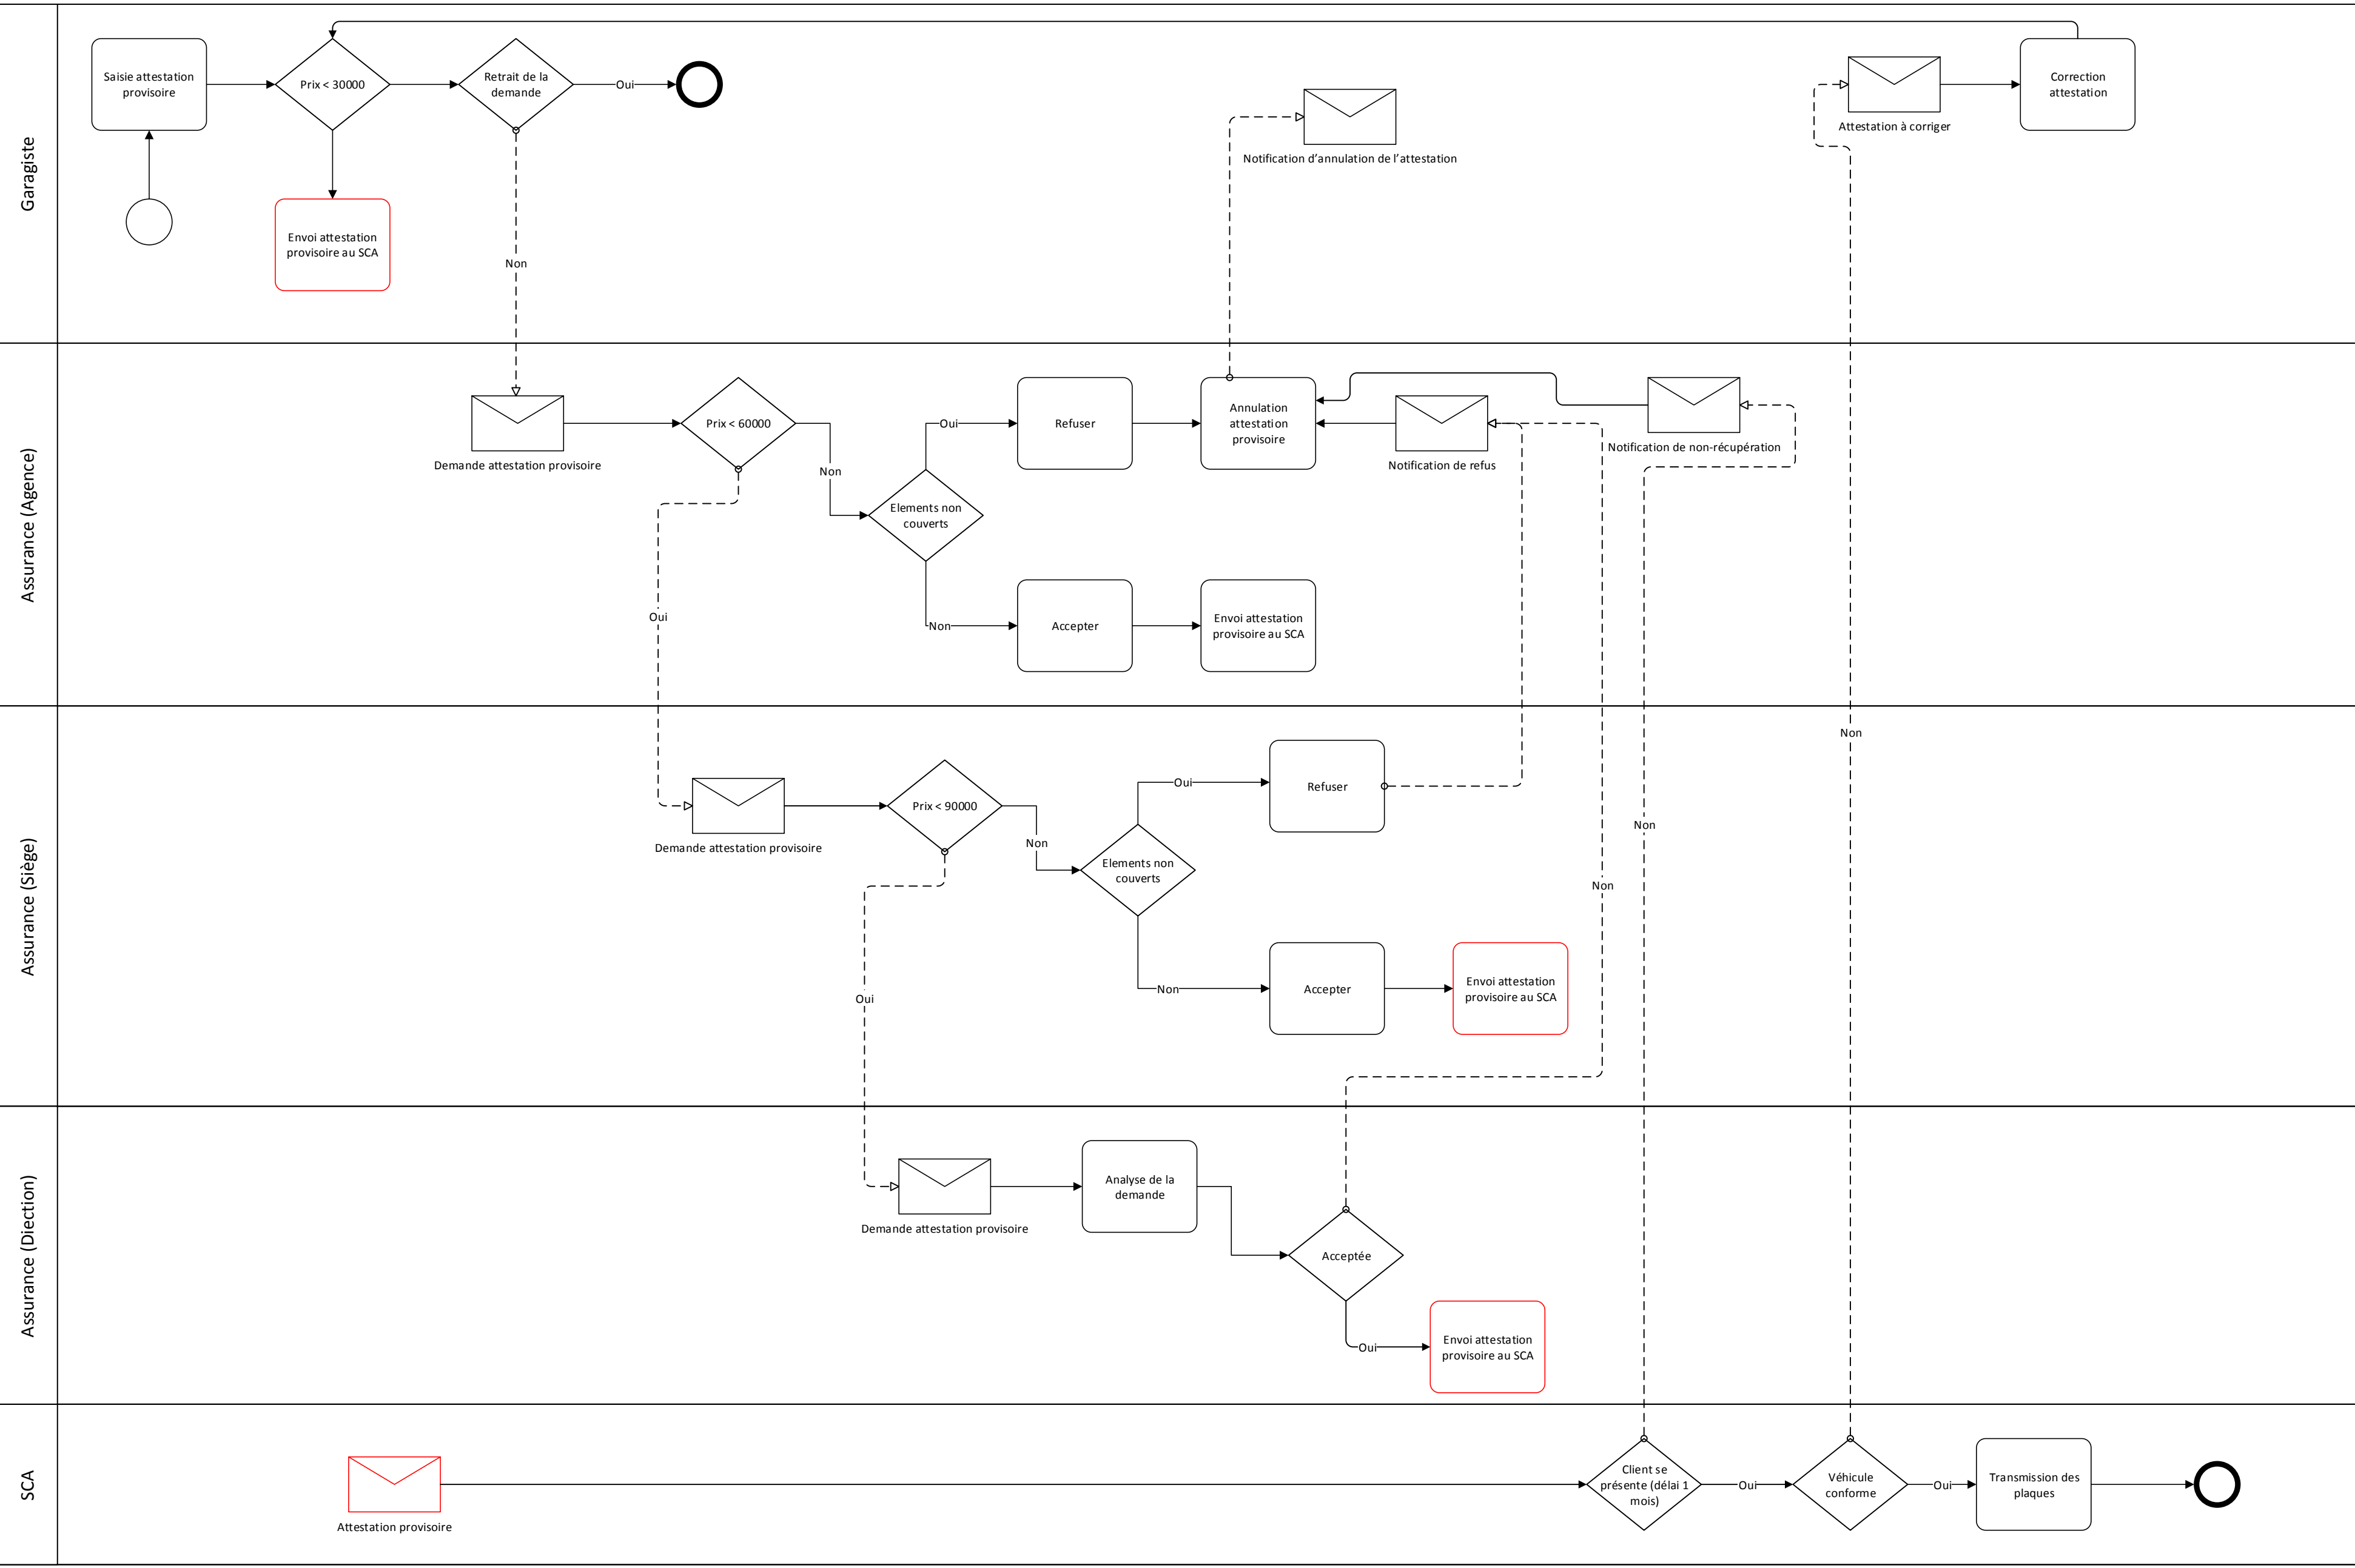 Garagiste
Saisie attestation
provisoire
Prix < 30000
Retrait de la
demande
Oui
Envoi attestation
provisoire au SCA
Non
Notification d’annulation de l’attestation
Attestation à corriger
Correction
attestation
Assurance (Agence)
Demande attestation provisoire
Prix < 60000
Non
Oui
Elements non
couverts
Oui
Refuser
Annulation
attestation
provisoire
Notification de refus
Notification de non-récupération
Non
Accepter
Envoi attestation
provisoire au SCA
Assurance (Siège)
Demande attestation provisoire
Prix < 90000
Non
Oui
Elements non
couverts
Oui
Refuser
Non
Accepter
Envoi attestation
provisoire au SCA
Non
Non
Non
Assurance (Diection)
Demande attestation provisoire
Analyse de la
demande
Acceptée
Oui
Envoi attestation
provisoire au SCA
SCA
Attestation provisoire
Client se
présente (délai 1
mois)
Oui
Véhicule
conforme
Oui
Transmission des
plaques